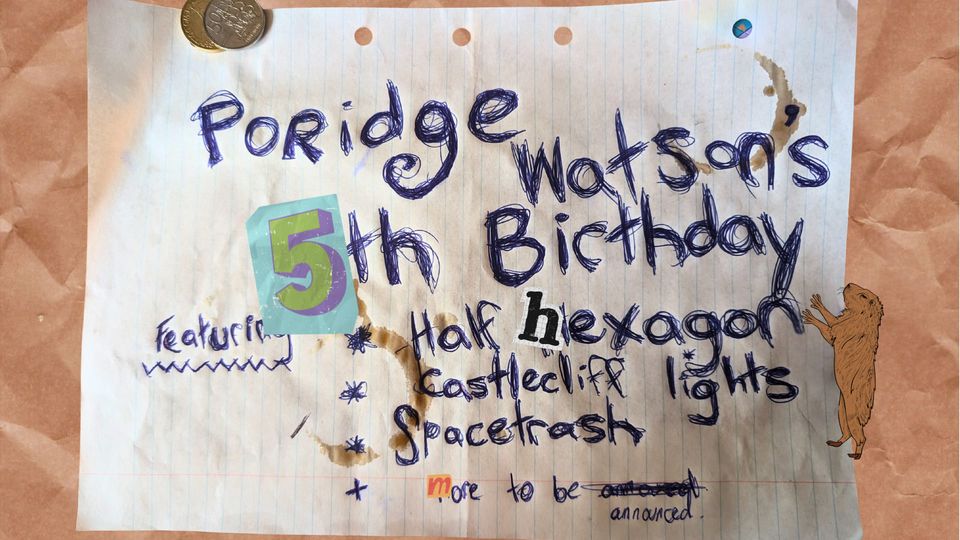 Poridge
Watson's
5th Birthday
Featuring
* Half hexagon
* castlecliff lights
* Spacetrash
+ more to be
announced.